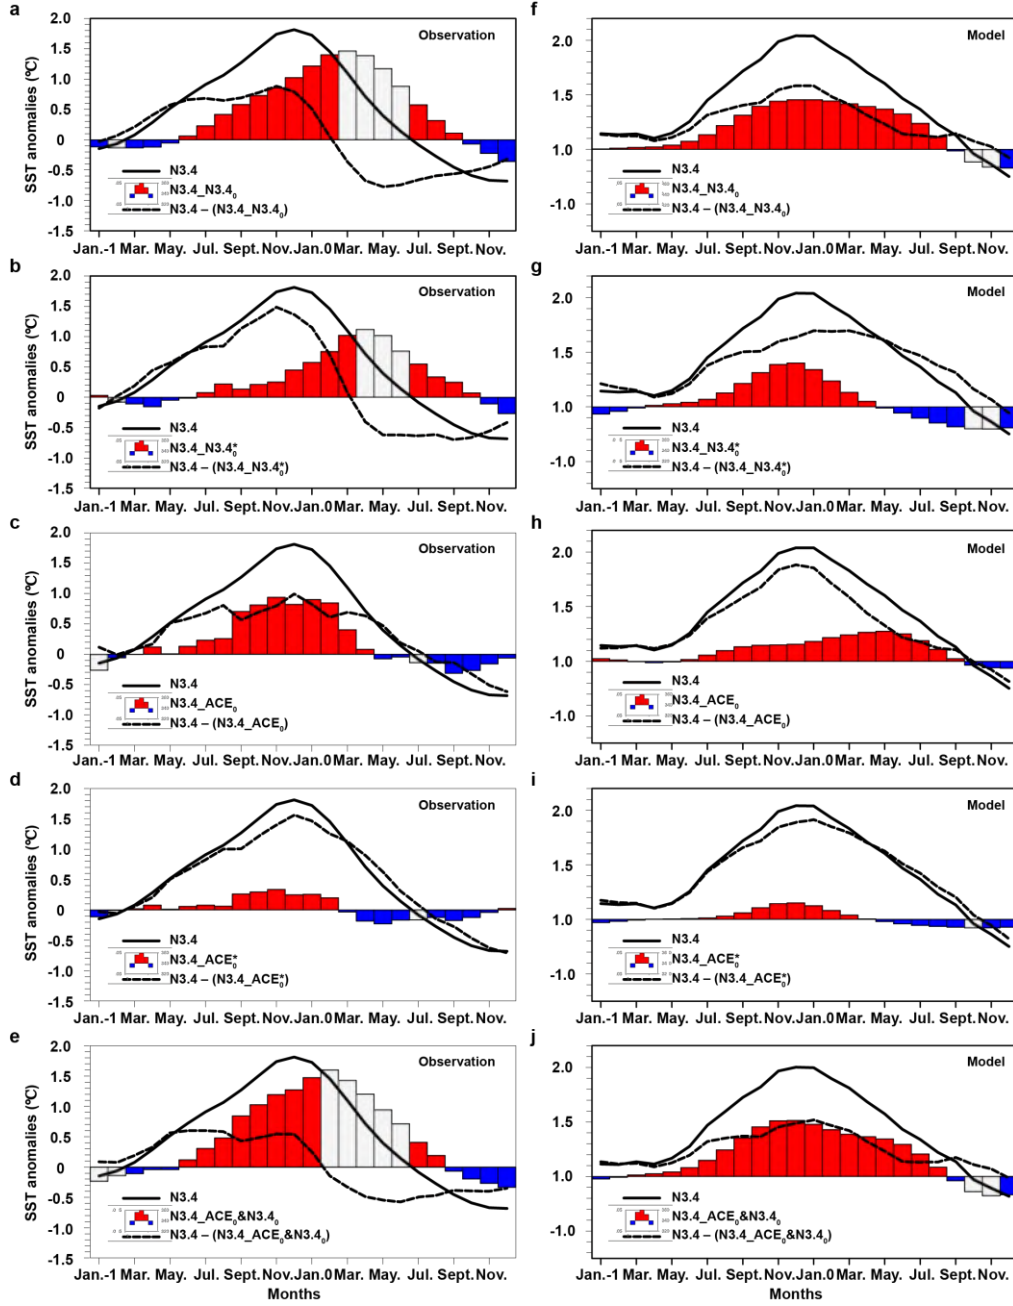 a
f
2.0
1.5
1.0
0.5
0
-0.5
-1.0
-1.5
SST anomalies (ºC)
Observation
N3.4
N3.4_N3.4₀
N3.4 – (N3.4_N3.4₀)
Jan.-1 Mar. May. Jul. Sept. Nov. Jan.0 Mar. May. Jul. Sept. Nov.
2.0
1.5
1.0
-1.0
Model
N3.4
N3.4_N3.4₀
N3.4 – (N3.4_N3.4₀)
Jan.-1 Mar. May. Jul. Sept. Nov. Jan.0 Mar. May. Jul. Sept. Nov.
b
g
2.0
1.5
1.0
0.5
0
-0.5
-1.0
-1.5
SST anomalies (ºC)
Observation
N3.4
N3.4_N3.4₀*
N3.4 – (N3.4_N3.4₀*)
Jan.-1 Mar. May. Jul. Sept. Nov. Jan.0 Mar. May. Jul. Sept. Nov.
2.0
1.5
1.0
-1.0
Model
N3.4
N3.4_N3.4₀*
N3.4 – (N3.4_N3.4₀*)
Jan.-1 Mar. May. Jul. Sept. Nov. Jan.0 Mar. May. Jul. Sept. Nov.
c
h
2.0
1.5
1.0
0.5
0
-0.5
-1.0
-1.5
SST anomalies (ºC)
Observation
N3.4
N3.4_ACE₀
N3.4 – (N3.4_ACE₀)
Jan.-1 Mar. May. Jul. Sept. Nov. Jan.0 Mar. May. Jul. Sept. Nov.
2.0
1.5
1.0
-1.0
Model
N3.4
N3.4_ACE₀
N3.4 – (N3.4_ACE₀)
Jan.-1 Mar. May. Jul. Sept. Nov. Jan.0 Mar. May. Jul. Sept. Nov.
d
i
2.0
1.5
1.0
0.5
0
-0.5
-1.0
-1.5
SST anomalies (ºC)
Observation
N3.4
N3.4_ACE₀*
N3.4 – (N3.4_ACE₀*)
Jan.-1 Mar. May. Jul. Sept. Nov. Jan.0 Mar. May. Jul. Sept. Nov.
2.0
1.5
1.0
-1.0
Model
N3.4
N3.4_ACE₀*
N3.4 – (N3.4_ACE₀*)
Jan.-1 Mar. May. Jul. Sept. Nov. Jan.0 Mar. May. Jul. Sept. Nov.
e
j
2.0
1.5
1.0
0.5
0
-0.5
-1.0
-1.5
SST anomalies (ºC)
Observation
N3.4
N3.4_ACE₀&N3.4₀
N3.4 – (N3.4_ACE₀&N3.4₀)
Jan.-1 Mar. May. Jul. Sept. Nov. Jan.0 Mar. May. Jul. Sept. Nov.
Months
2.0
1.5
1.0
-1.0
Model
N3.4
N3.4_ACE₀&N3.4₀
N3.4 – (N3.4_ACE₀&N3.4₀)
Jan.-1 Mar. May. Jul. Sept. Nov. Jan.0 Mar. May. Jul. Sept. Nov.
Months